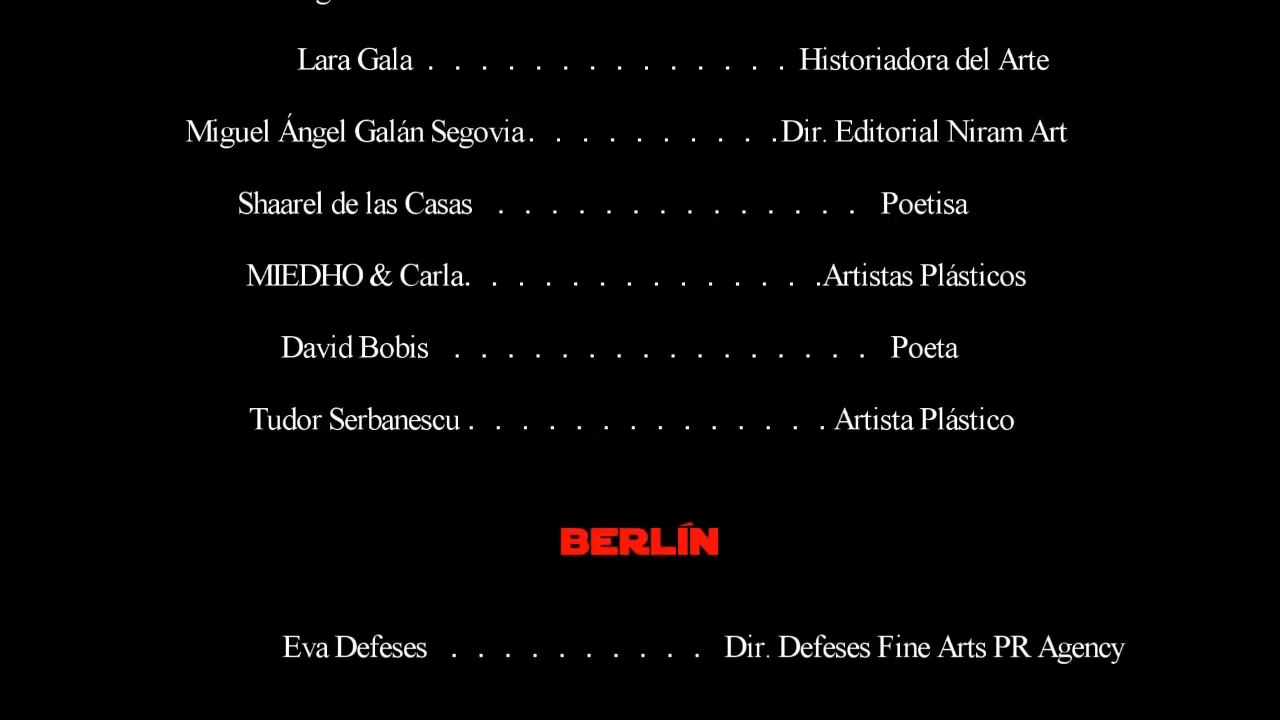 Lara Gala . . . . . . . . . . . . . . Historiadora del Arte
Miguel Ángel Galán Segovia. . . . . . . . . .Dir. Editorial Niram Art
Shaarel de las Casas . . . . . . . . . . . . . . Poetisa
MIEDHO & Carla. . . . . . . . . . . . . .Artistas Plásticos
David Bobis . . . . . . . . . . . . . . . . Poeta
Tudor Serbanescu . . . . . . . . . . . . . . Artista Plástico
BERLÍN
Eva Defeses . . . . . . . . . . Dir. Defeses Fine Arts PR Agency